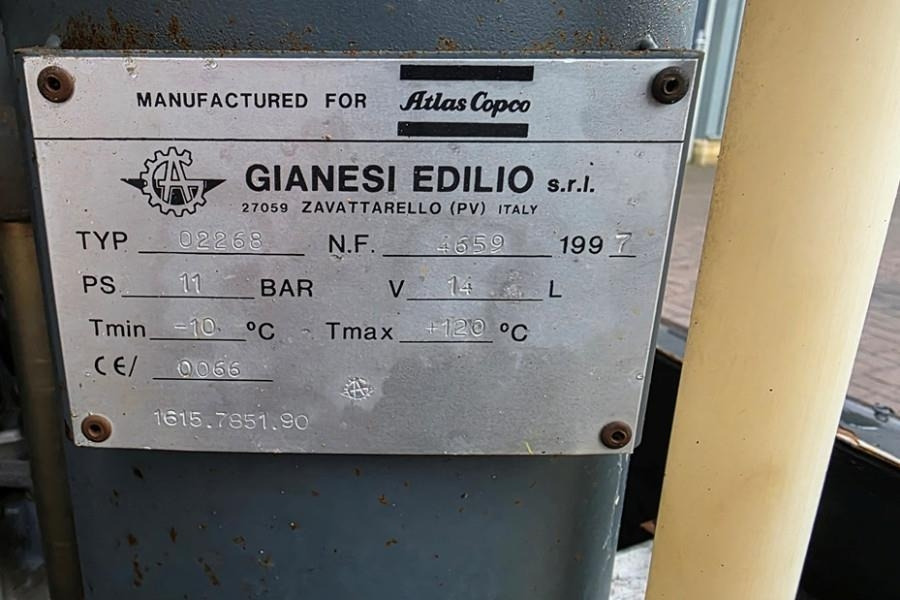 MANUFACTURED FOR Atlas Copco
GIANESI EDILIO s.r.l.
27059 ZAVATTARELLO (PV) ITALY
TYP 02268 N.F. 4659 1997
PS 11 BAR V 14 L
Tmin -10 °C Tmax +120 °C
CE/ 0066
1615.7851.90